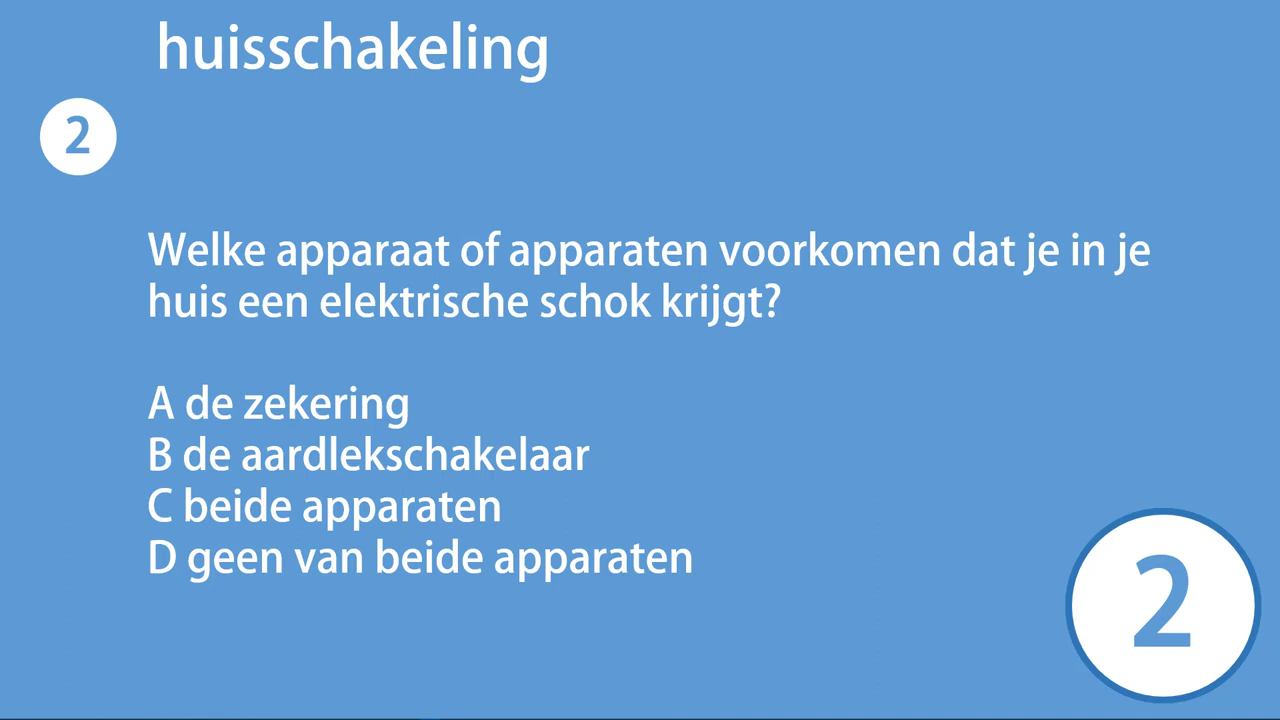 huisschakeling
2
Welke apparaat of apparaten voorkomen dat je in je
huis een elektrische schok krijgt?
A de zekering
B de aardlekschakelaar
C beide apparaten
D geen van beide apparaten
2